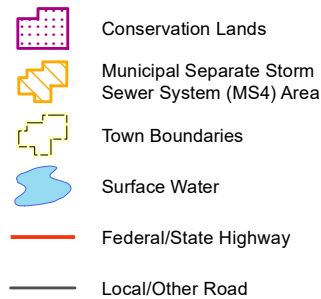 Conservation Lands
Municipal Separate Storm
Sewer System (MS4) Area
Town Boundaries
Surface Water
Federal/State Highway
Local/Other Road